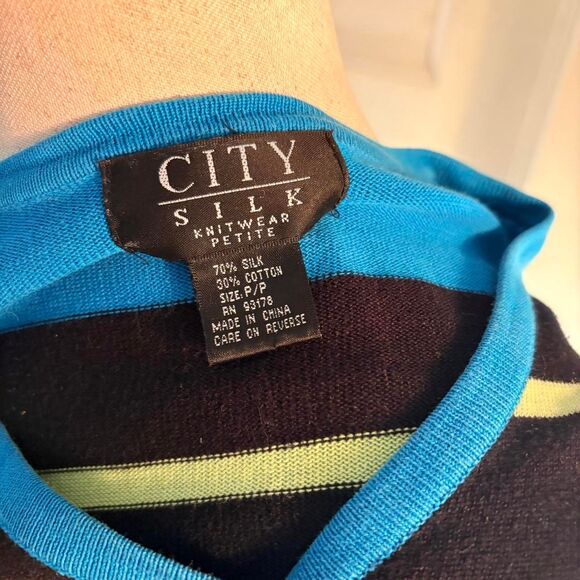 CITY
SILK
KNITWEAR
PETITE
70% SILK
30% COTTON
SIZE: P/P
RN 93178
MADE IN CHINA
CARE ON REVERSE